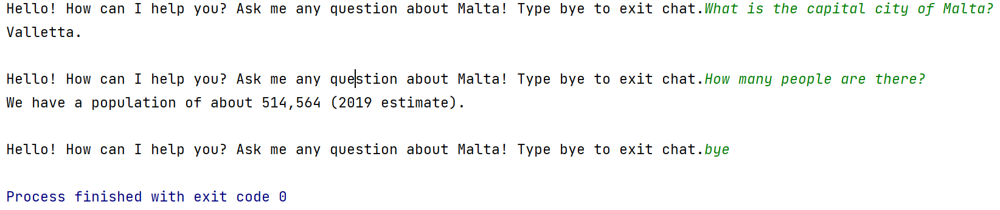 Hello! How can I help you? Ask me any question about Malta! Type bye to exit chat.What is the capital city of Malta?
Valletta.
Hello! How can I help you? Ask me any question about Malta! Type bye to exit chat.How many people are there?
We have a population of about 514,564 (2019 estimate).
Hello! How can I help you? Ask me any question about Malta! Type bye to exit chat.bye
Process finished with exit code 0